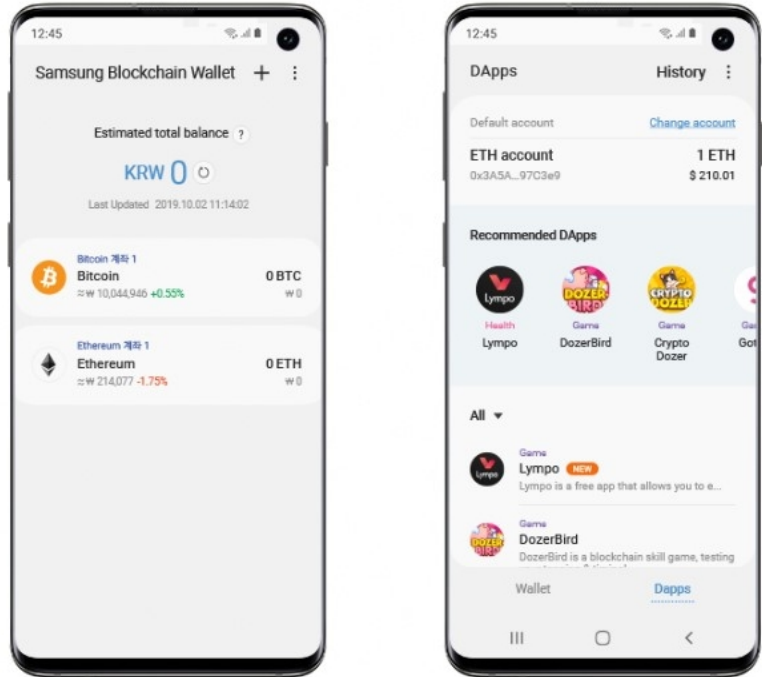 12:45
Samsung Blockchain Wallet
Estimated total balance ?
KRW 0
Last Updated 2019.10.02 11:14:02
Bitcoin 계좌 1
Bitcoin 0 BTC
≈₩ 10,044,946 +0.55% ₩ 0
Ethereum 계좌 1
Ethereum 0 ETH
≈₩ 214,077 -1.75% ₩ 0
12:45
DApps History
Default account Change account
ETH account 1 ETH
0x3A5A...97C3e9 $ 210.01
Recommended DApps
Lympo
DOZER BIRD
CRYPTO DOZER
Health Game Game
Lympo DozerBird Crypto
Dozer
All
Lympo
Game
Lympo NEW
Lympo is a free app that allows you to e...
DOZER BIRD
Game
DozerBird
DozerBird is a blockchain skill game, testing
Wallet Dapps